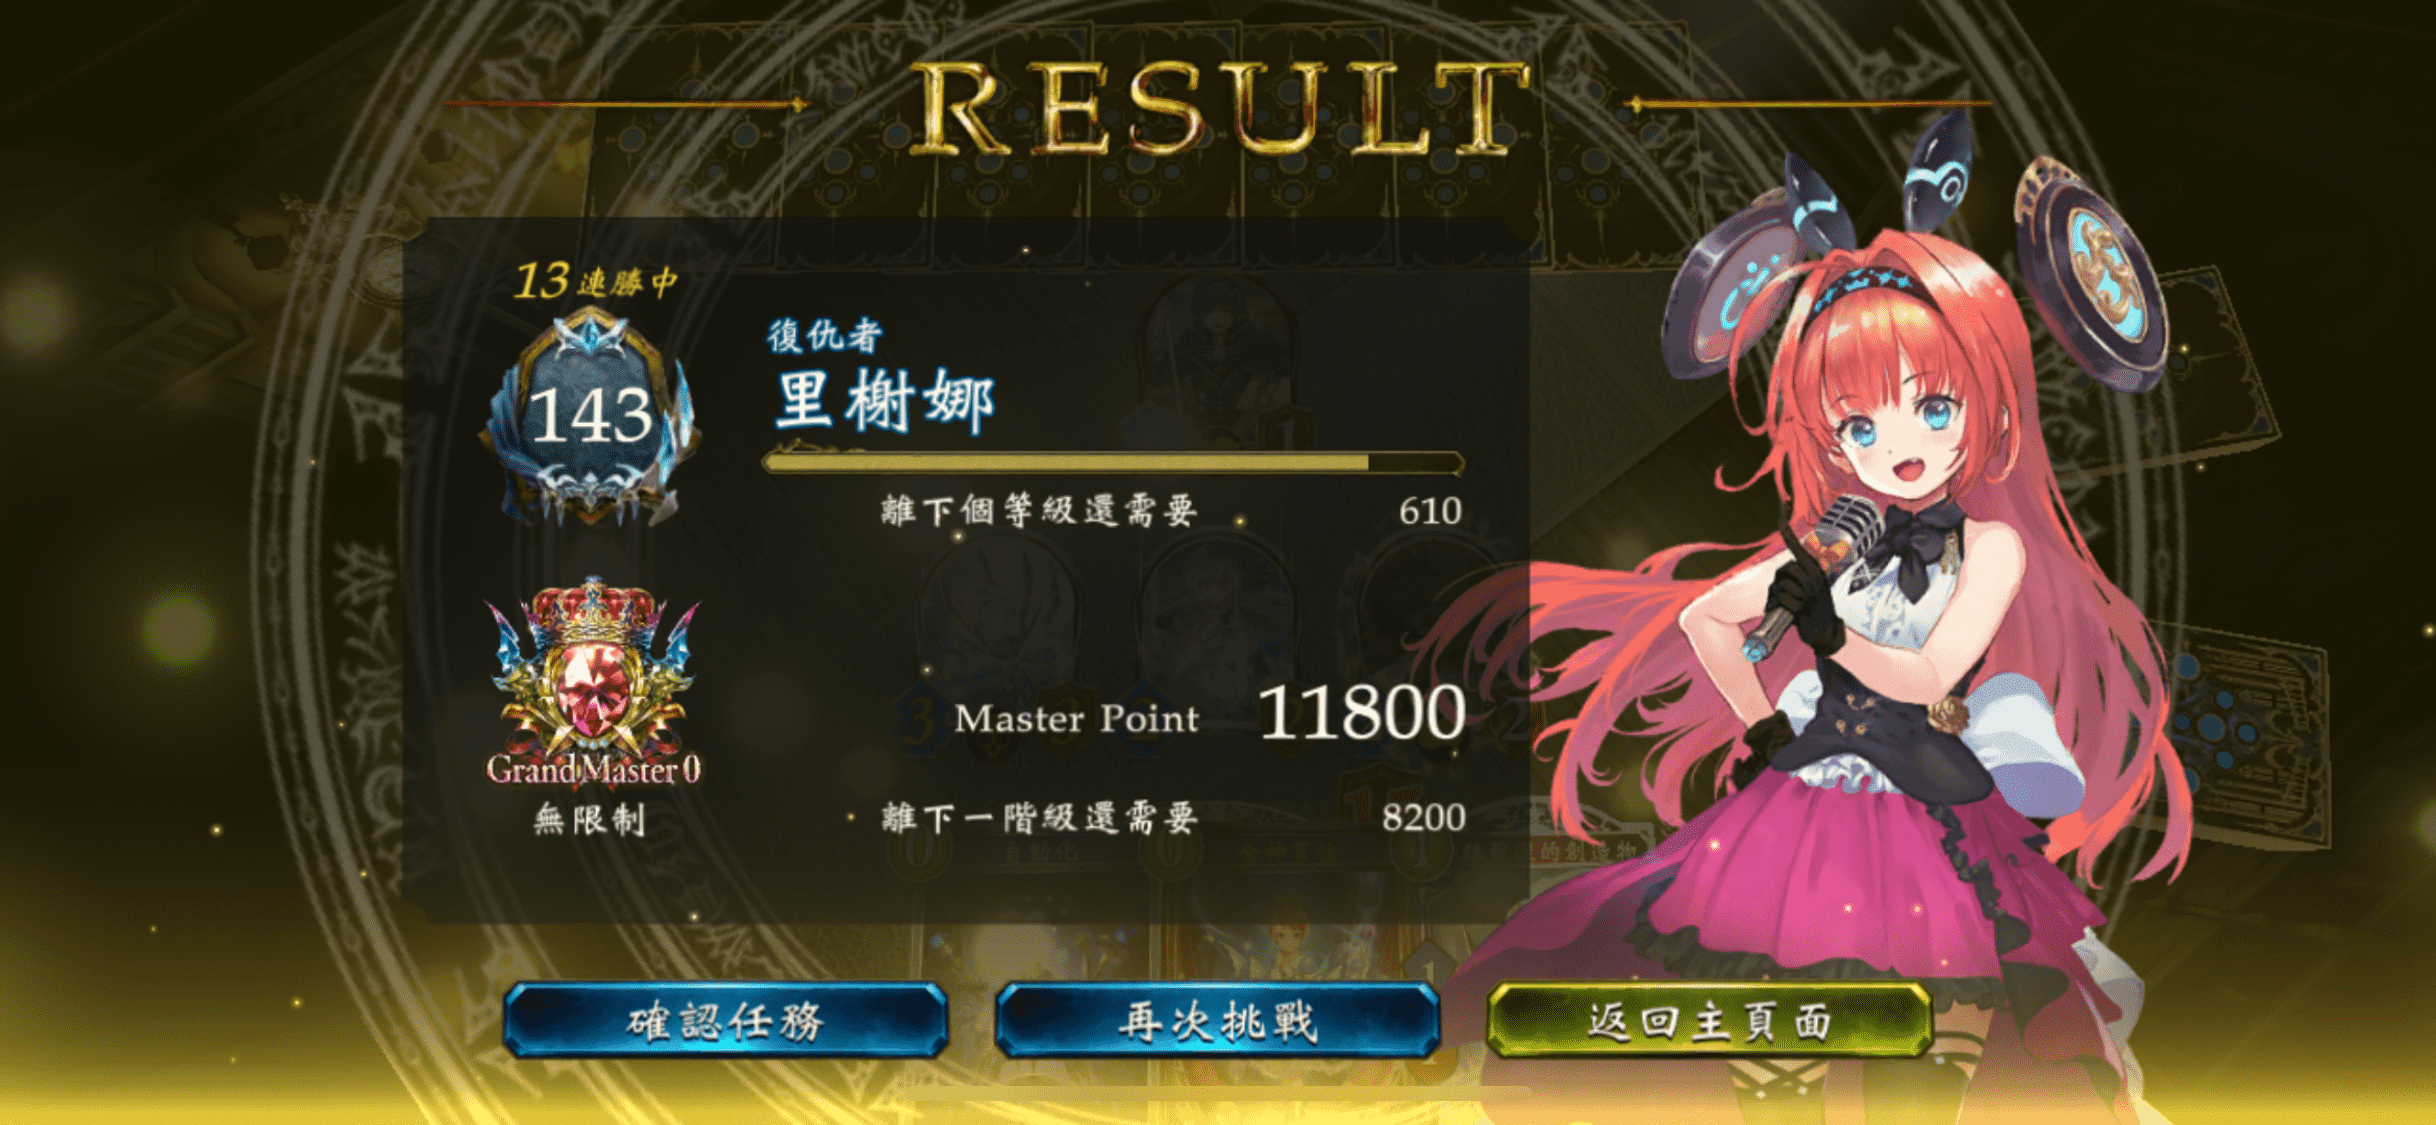 RESULT
13連勝中
143
復仇者
里榭娜
離下個等級還需要 610
Grand Master 0
無限制
Master Point 11800
離下一階級還需要 8200
確認任務
再次挑戰
返回主頁面